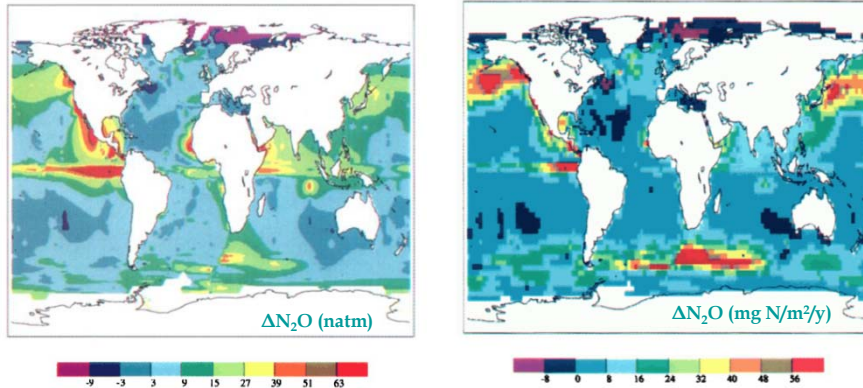 ΔN₂O (natm)
ΔN₂O (mg N/m²/y)
-9 -3 3 9 15 27 39 51 63
-8 0 8 16 24 32 40 48 56